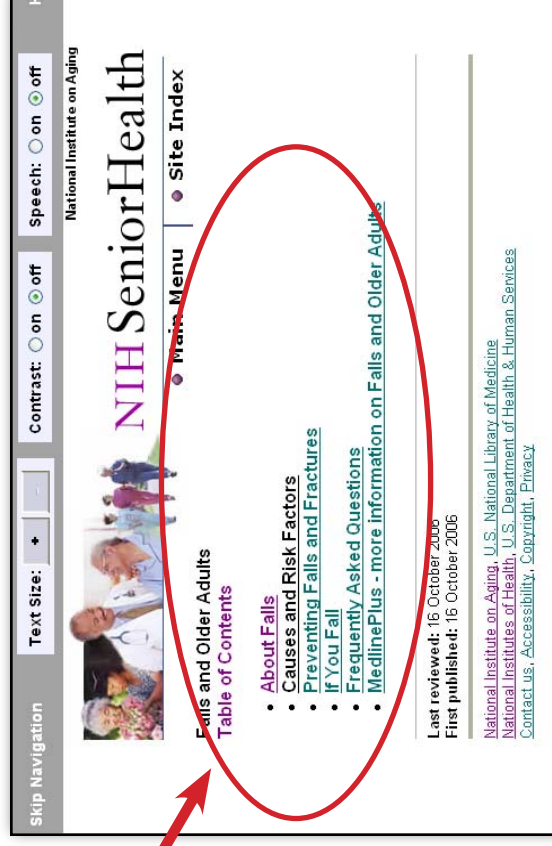 Skip Navigation Text Size: + - Contrast: on off Speech: on off
National Institute on Aging
NIH SeniorHealth
Main Menu Site Index
Falls and Older Adults
Table of Contents
• About Falls
• Causes and Risk Factors
• Preventing Falls and Fractures
• If You Fall
• Frequently Asked Questions
• MedlinePlus - more information on Falls and Older Adults
Last reviewed: 16 October 2006
First published: 16 October 2006
National Institute on Aging, U.S. National Library of Medicine
National Institutes of Health, U.S. Department of Health & Human Services
Contact us, Accessibility, Copyright, Privacy